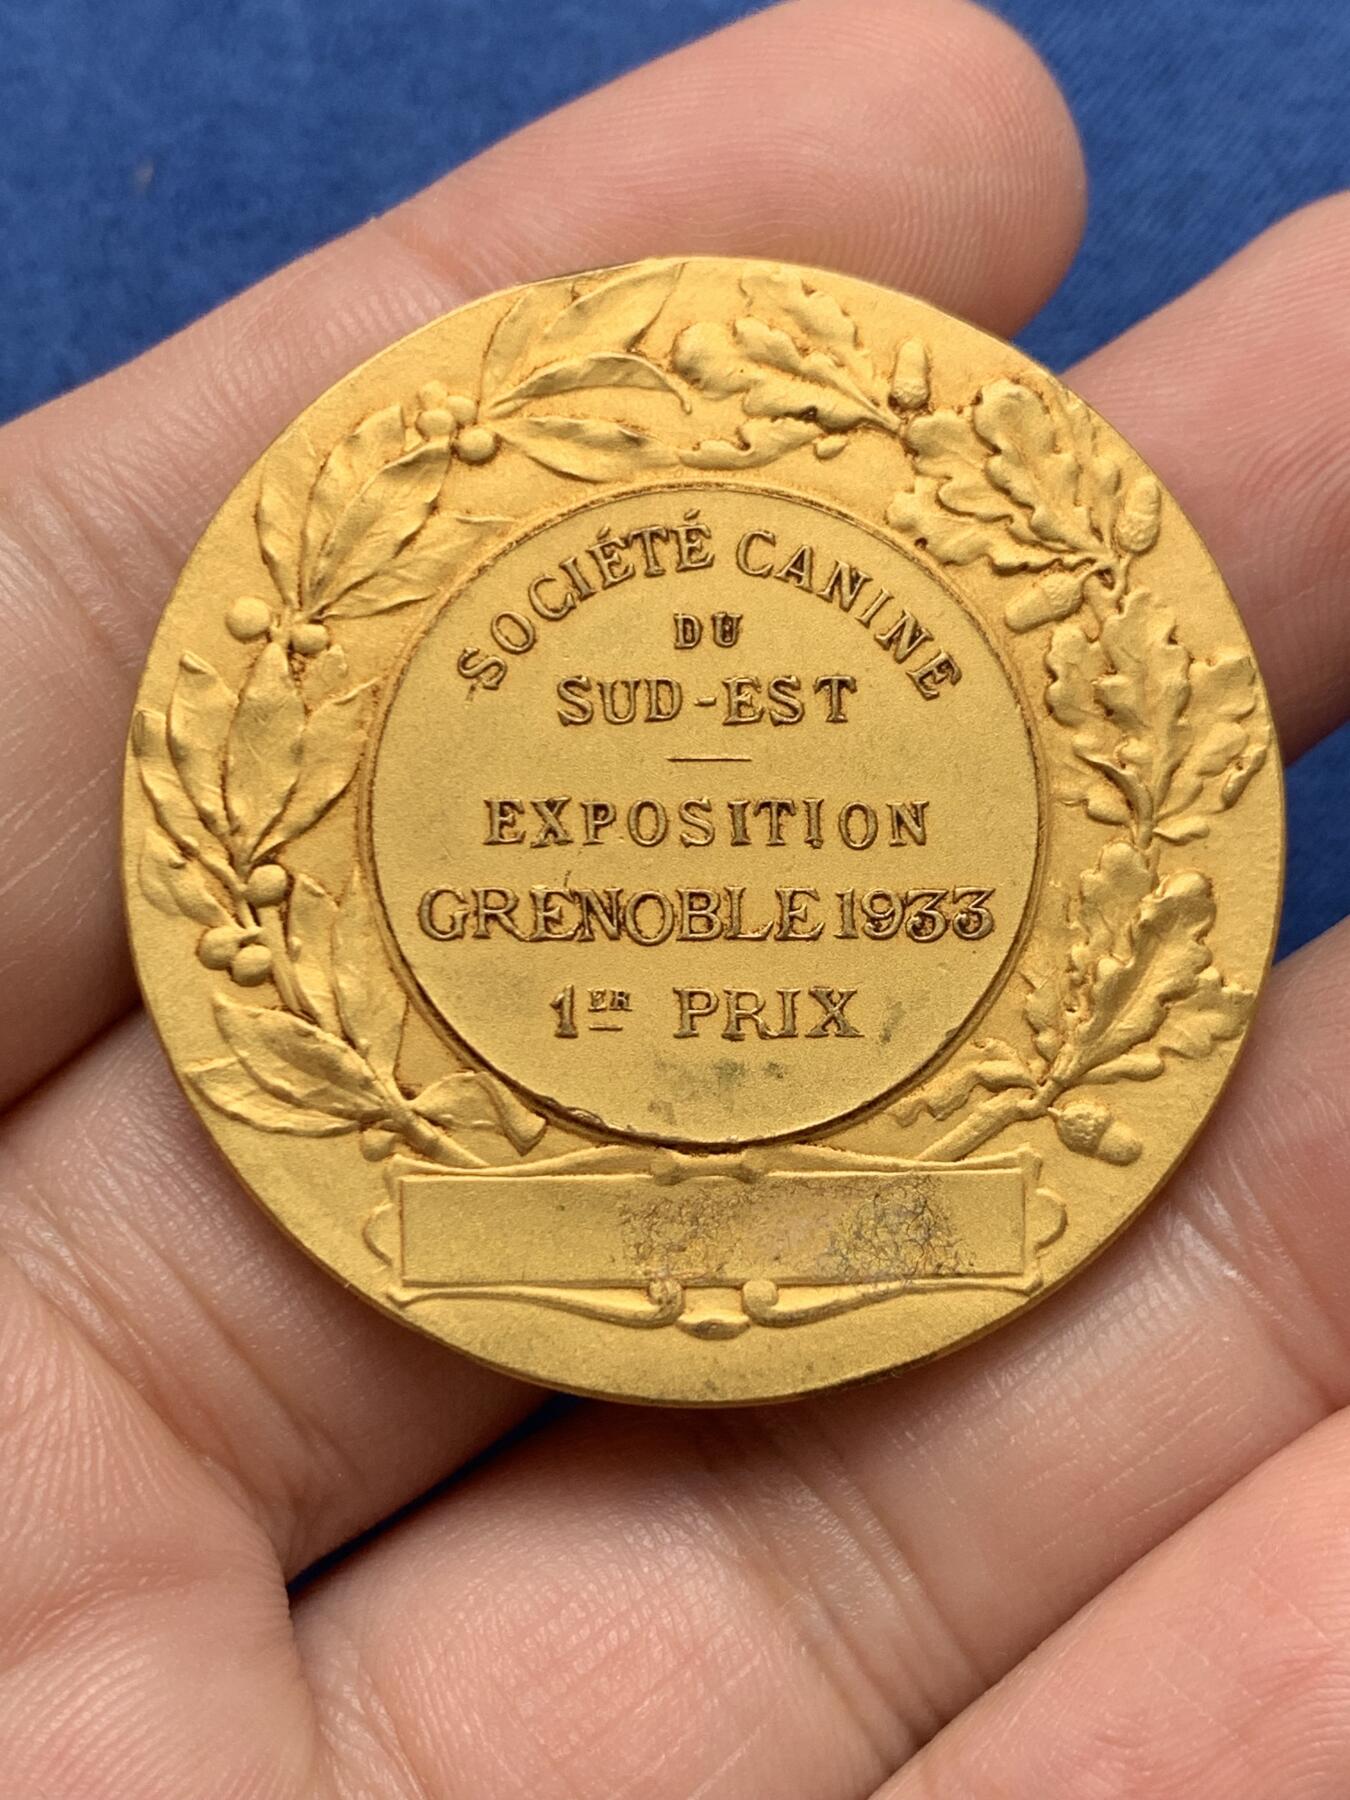 SOCIÉTÉ CANINE
DU
SUD-EST
EXPOSITION
GRENOBLE 1933
1ER PRIX